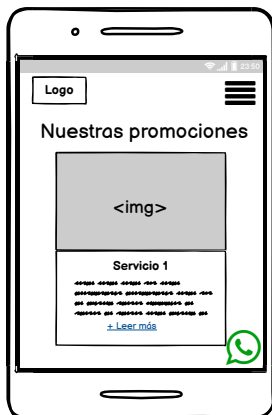 23:50
Logo
Nuestras promociones
<img>
Servicio 1
+ Leer más